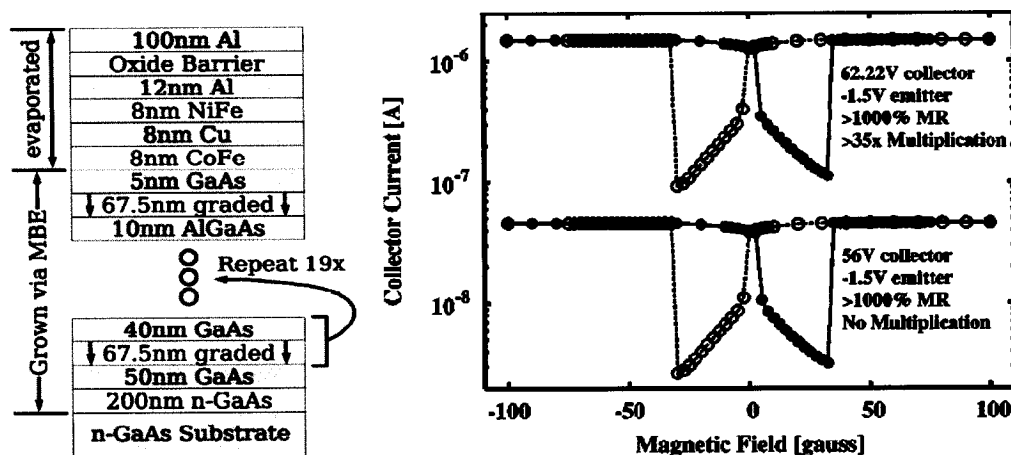 evaporated
Grown via MBE
100nm Al
Oxide Barrier
12nm Al
8nm NiFe
8nm Cu
8nm CoFe
5nm GaAs
67.5nm graded
10nm AlGaAs
Repeat 19x
40nm GaAs
67.5nm graded
50nm GaAs
200nm n-GaAs
n-GaAs Substrate
Collector Current [A]
10⁻⁶
10⁻⁷
10⁻⁸
62.22V collector
-1.5V emitter
>1000% MR
>35x Multiplication
56V collector
-1.5V emitter
>1000% MR
No Multiplication
-100 -50 0 50 100
Magnetic Field [gauss]